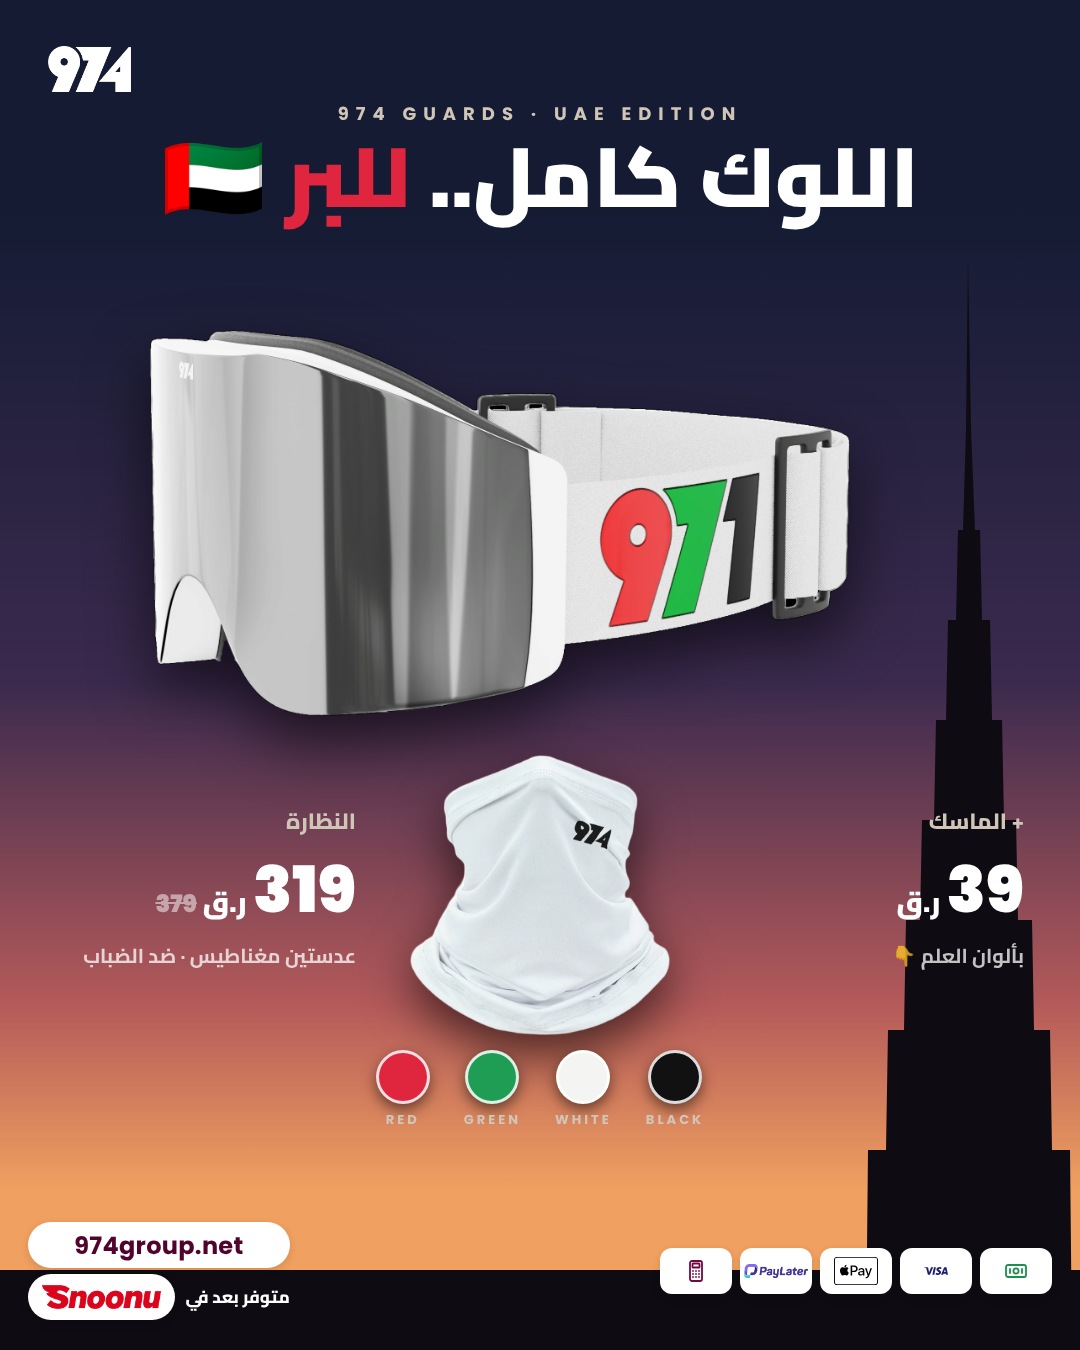 974
974 GUARDS · UAE EDITION
اللوك كامل.. للبر 🇦🇪
974
971
974
+ الماسك
39 ر.ق
بألوان العلم 👇
النظارة
319 ر.ق 379
عدستين مغناطيس · ضد الضباب
RED GREEN WHITE BLACK
974group.net
متوفر بعد في Snoonu
PayLater Pay VISA